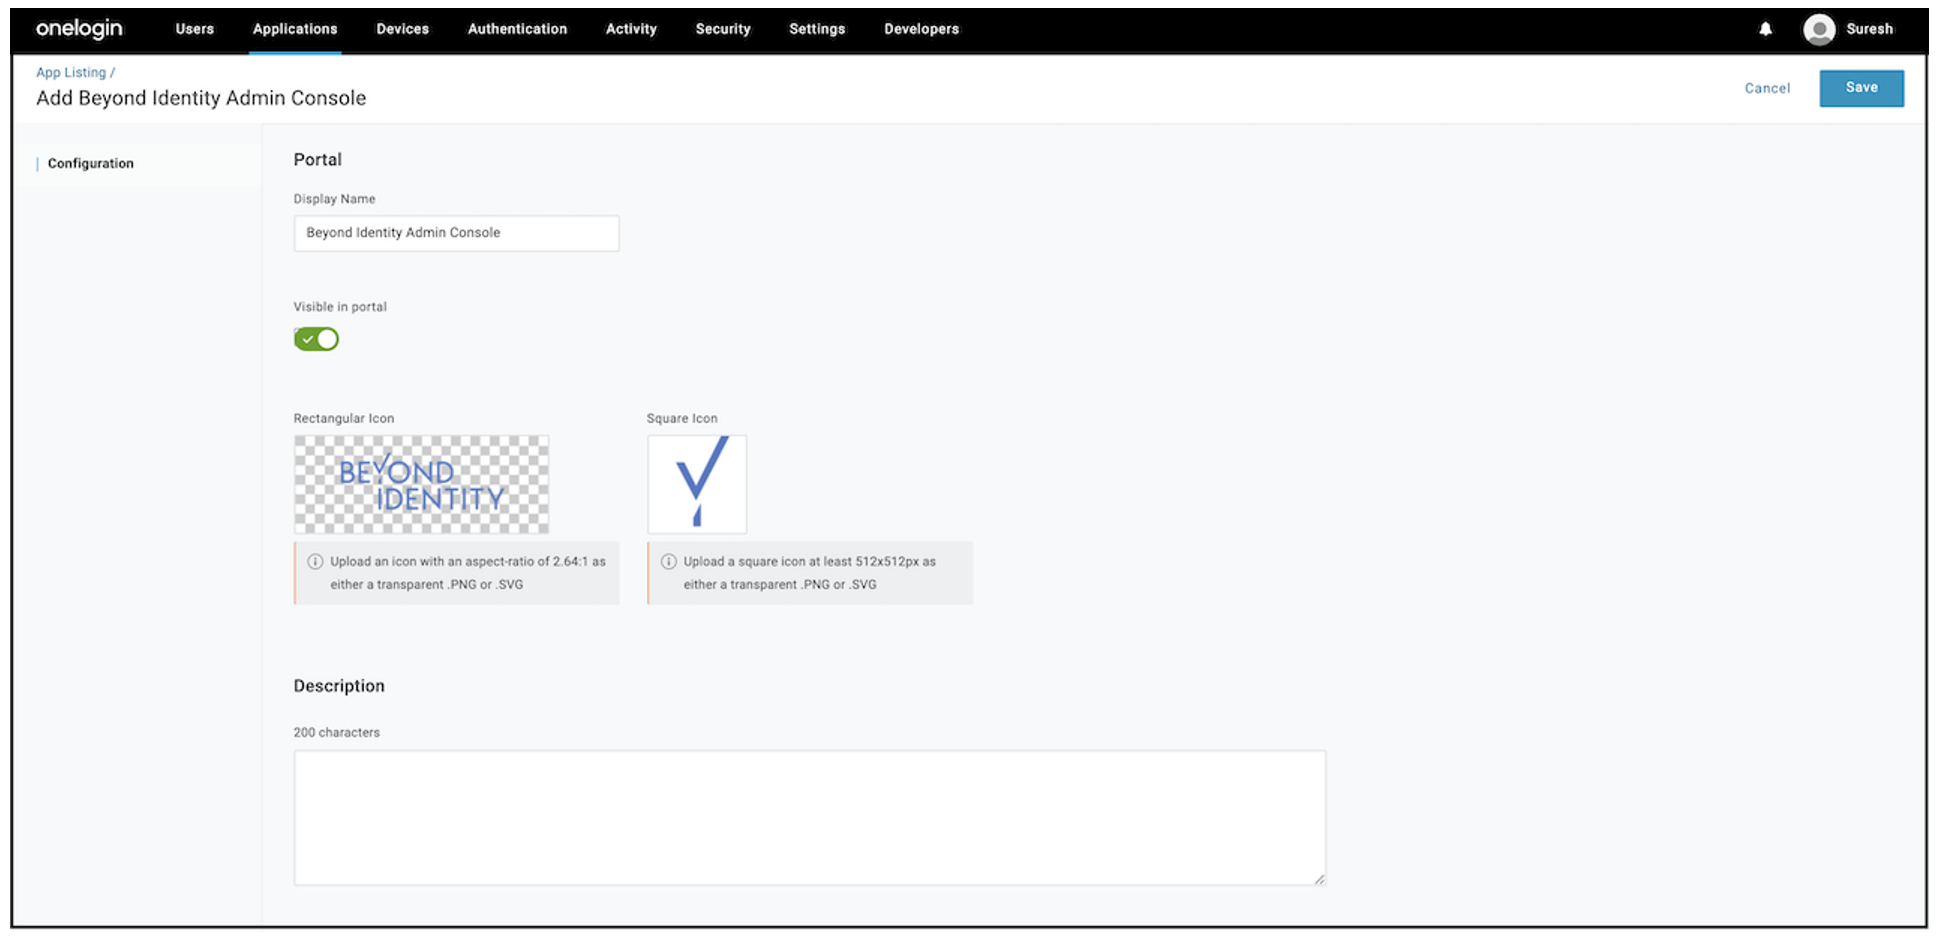 onelogin Users Applications Devices Authentication Activity Security Settings Developers Suresh
App Listing /
Add Beyond Identity Admin Console
Cancel
Save
Configuration
Portal
Display Name
Beyond Identity Admin Console
Visible in portal
Rectangular Icon
BEYOND
IDENTITY
Upload an icon with an aspect-ratio of 2.64:1 as
either a transparent .PNG or .SVG
Square Icon
Upload a square icon at least 512x512px as
either a transparent .PNG or .SVG
Description
200 characters